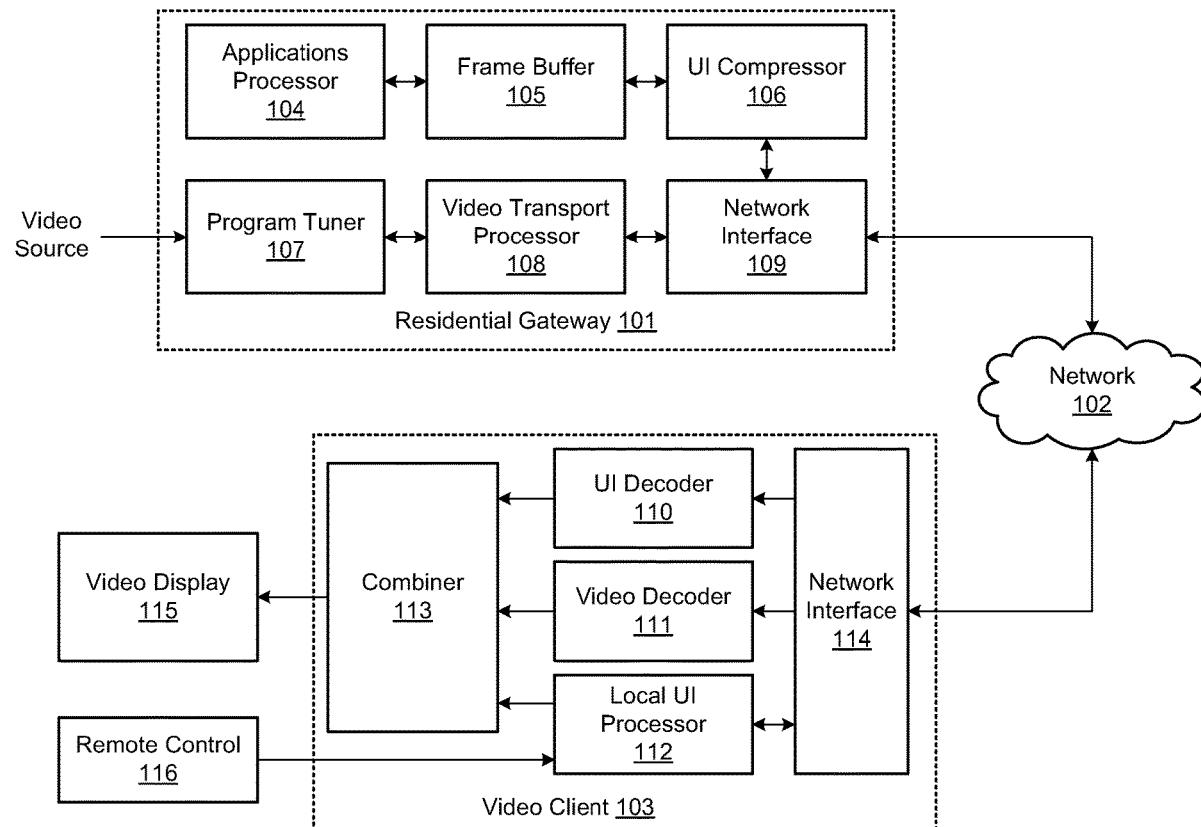 Applications
Processor
104
Frame Buffer
105
UI Compressor
106
Video
Source
Program Tuner
107
Video Transport
Processor
108
Network
Interface
109
Residential Gateway 101
Network
102
UI Decoder
110
Video Display
115
Combiner
113
Video Decoder
111
Network
Interface
114
Local UI
Processor
112
Remote Control
116
Video Client 103